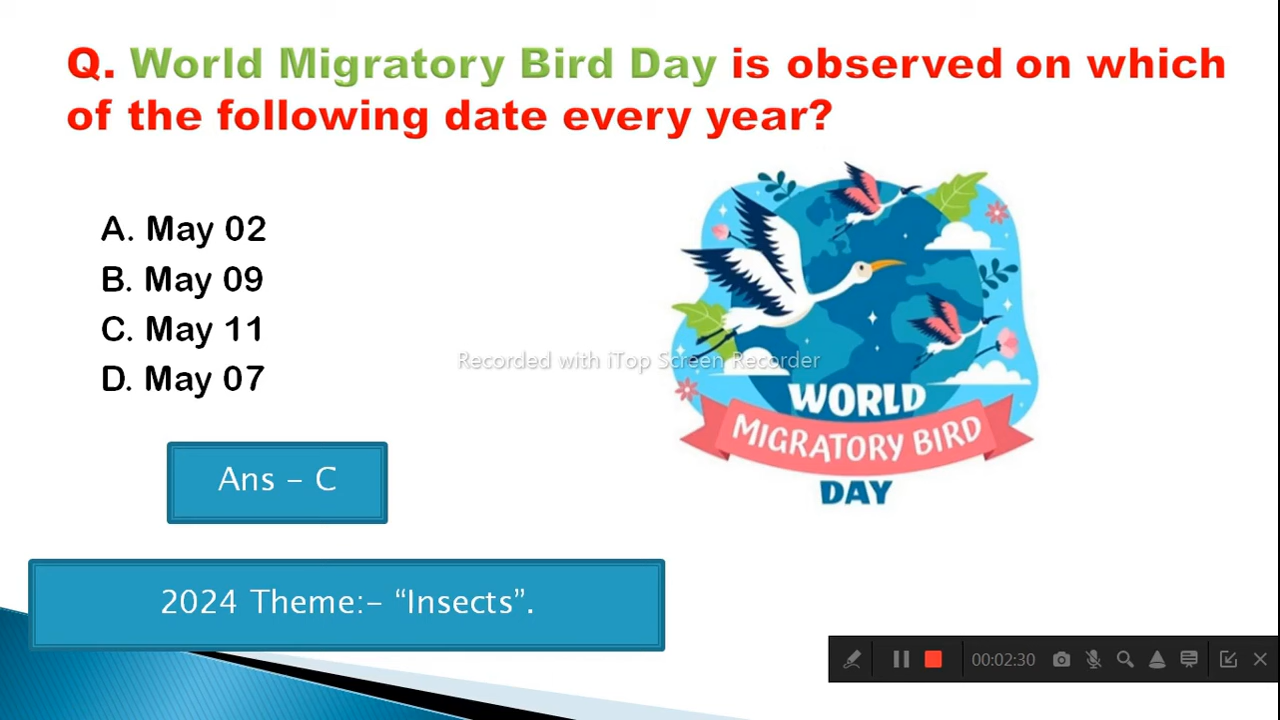 Q. World Migratory Bird Day is observed on which
of the following date every year?
A. May 02
B. May 09
C. May 11
D. May 07
Recorded with iTop Screen Recorder
WORLD
MIGRATORY BIRD
DAY
Ans – C
2024 Theme:– “Insects”.
00:02:30